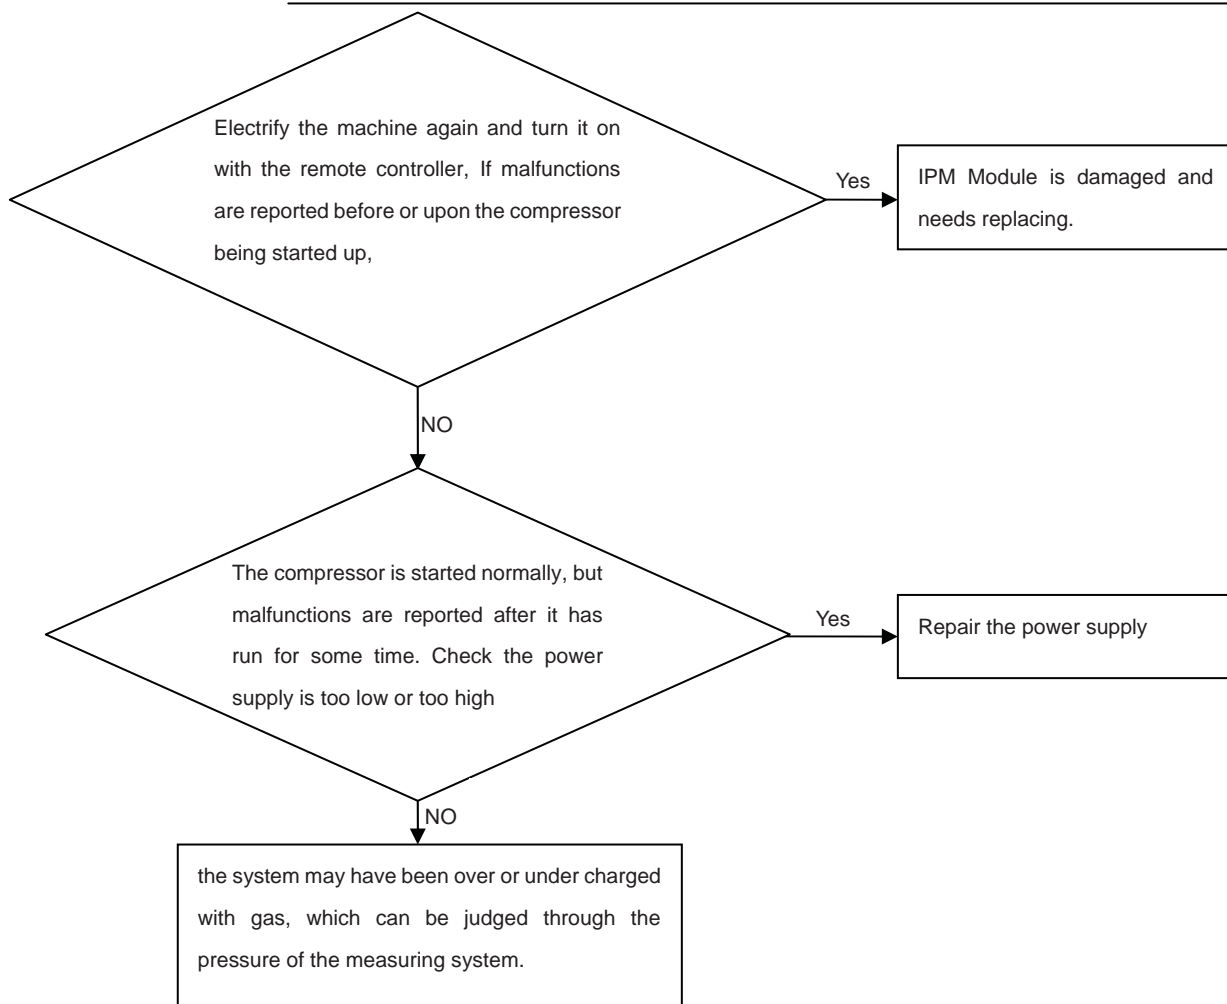 Electrify the machine again and turn it on
with the remote controller, If malfunctions
are reported before or upon the compressor
being started up,
Yes
IPM Module is damaged and
needs replacing.
NO
The compressor is started normally, but
malfunctions are reported after it has
run for some time. Check the power
supply is too low or too high
Yes
Repair the power supply
NO
the system may have been over or under charged
with gas, which can be judged through the
pressure of the measuring system.